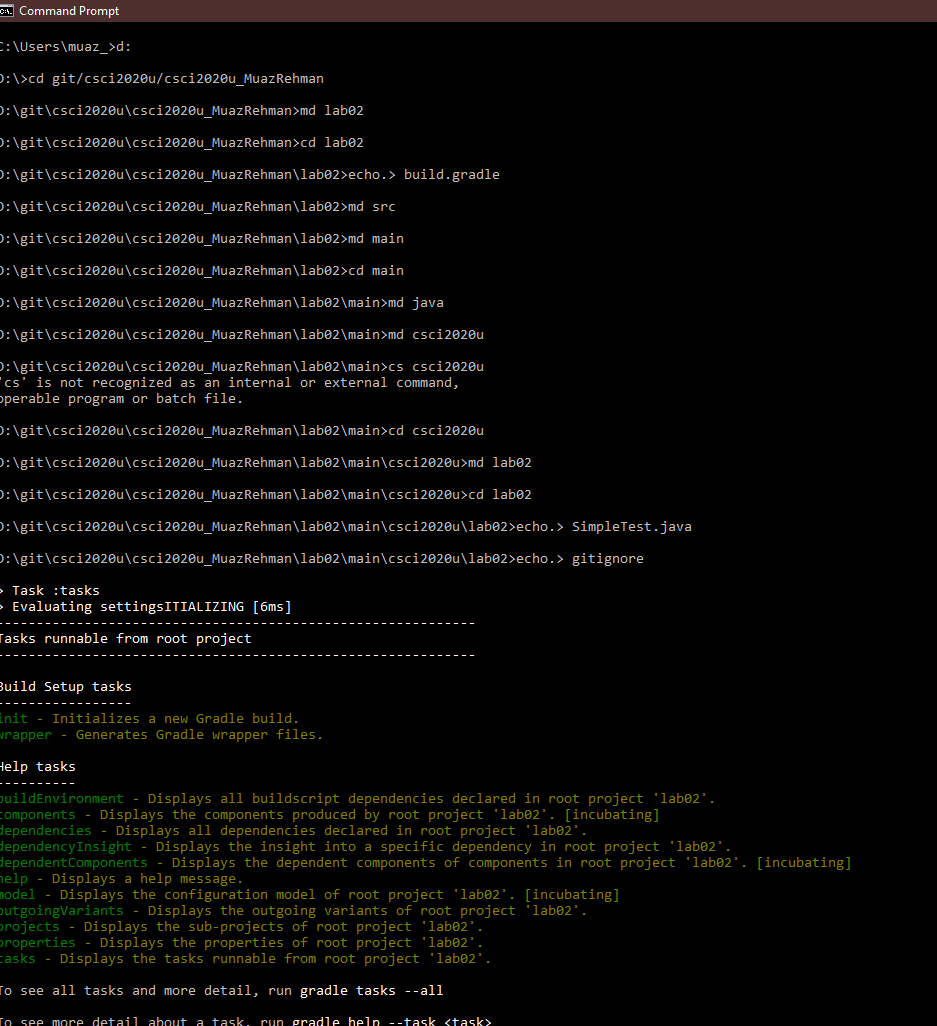 Command Prompt
C:\Users\muaz_>d:
D:\>cd git/csci2020u/csci2020u_MuazRehman
D:\git\csci2020u\csci2020u_MuazRehman>md lab02
D:\git\csci2020u\csci2020u_MuazRehman>cd lab02
D:\git\csci2020u\csci2020u_MuazRehman\lab02>echo.> build.gradle
D:\git\csci2020u\csci2020u_MuazRehman\lab02>md src
D:\git\csci2020u\csci2020u_MuazRehman\lab02>md main
D:\git\csci2020u\csci2020u_MuazRehman\lab02>cd main
D:\git\csci2020u\csci2020u_MuazRehman\lab02\main>md java
D:\git\csci2020u\csci2020u_MuazRehman\lab02\main>md csci2020u
D:\git\csci2020u\csci2020u_MuazRehman\lab02\main>cs csci2020u
'cs' is not recognized as an internal or external command,
operable program or batch file.
D:\git\csci2020u\csci2020u_MuazRehman\lab02\main>cd csci2020u
D:\git\csci2020u\csci2020u_MuazRehman\lab02\main\csci2020u>md lab02
D:\git\csci2020u\csci2020u_MuazRehman\lab02\main\csci2020u>cd lab02
D:\git\csci2020u\csci2020u_MuazRehman\lab02\main\csci2020u\lab02>echo.> SimpleTest.java
D:\git\csci2020u\csci2020u_MuazRehman\lab02\main\csci2020u\lab02>echo.> gitignore
> Task :tasks
> Evaluating settingsITIALIZING [6ms]
------------------------------------------------------------
Tasks runnable from root project
------------------------------------------------------------
Build Setup tasks
-----------------
init - Initializes a new Gradle build.
wrapper - Generates Gradle wrapper files.
Help tasks
----------
buildEnvironment - Displays all buildscript dependencies declared in root project 'lab02'.
components - Displays the components produced by root project 'lab02'. [incubating]
dependencies - Displays all dependencies declared in root project 'lab02'.
dependencyInsight - Displays the insight into a specific dependency in root project 'lab02'.
dependentComponents - Displays the dependent components of components in root project 'lab02'. [incubating]
help - Displays a help message.
model - Displays the configuration model of root project 'lab02'. [incubating]
outgoingVariants - Displays the outgoing variants of root project 'lab02'.
projects - Displays the sub-projects of root project 'lab02'.
properties - Displays the properties of root project 'lab02'.
tasks - Displays the tasks runnable from root project 'lab02'.
To see all tasks and more detail, run gradle tasks --all
To see more detail about a task, run gradle help --task <task>